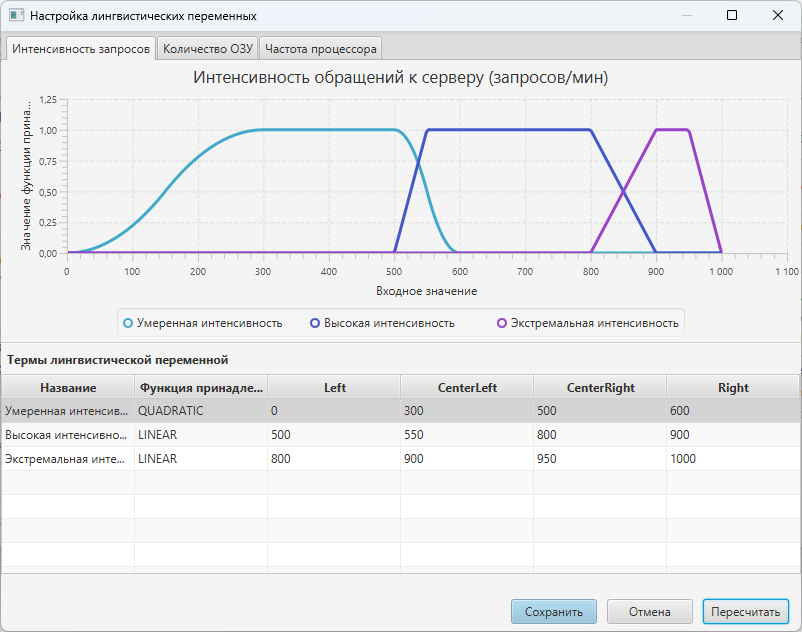 Настройка лингвистических переменных
Интенсивность запросов Количество ОЗУ Частота процессора
Интенсивность обращений к серверу (запросов/мин)
Значение функции прина...
1,25
1,00
0,75
0,50
0,25
0,00
0 100 200 300 400 500 600 700 800 900 1 000 1 100
Входное значение
Умеренная интенсивность Высокая интенсивность Экстремальная интенсивность
Термы лингвистической переменной
Название Функция принадле... Left CenterLeft CenterRight Right
Умеренная интенсив... QUADRATIC 0 300 500 600
Высокая интенсивно... LINEAR 500 550 800 900
Экстремальная инте... LINEAR 800 900 950 1000
Сохранить Отмена Пересчитать